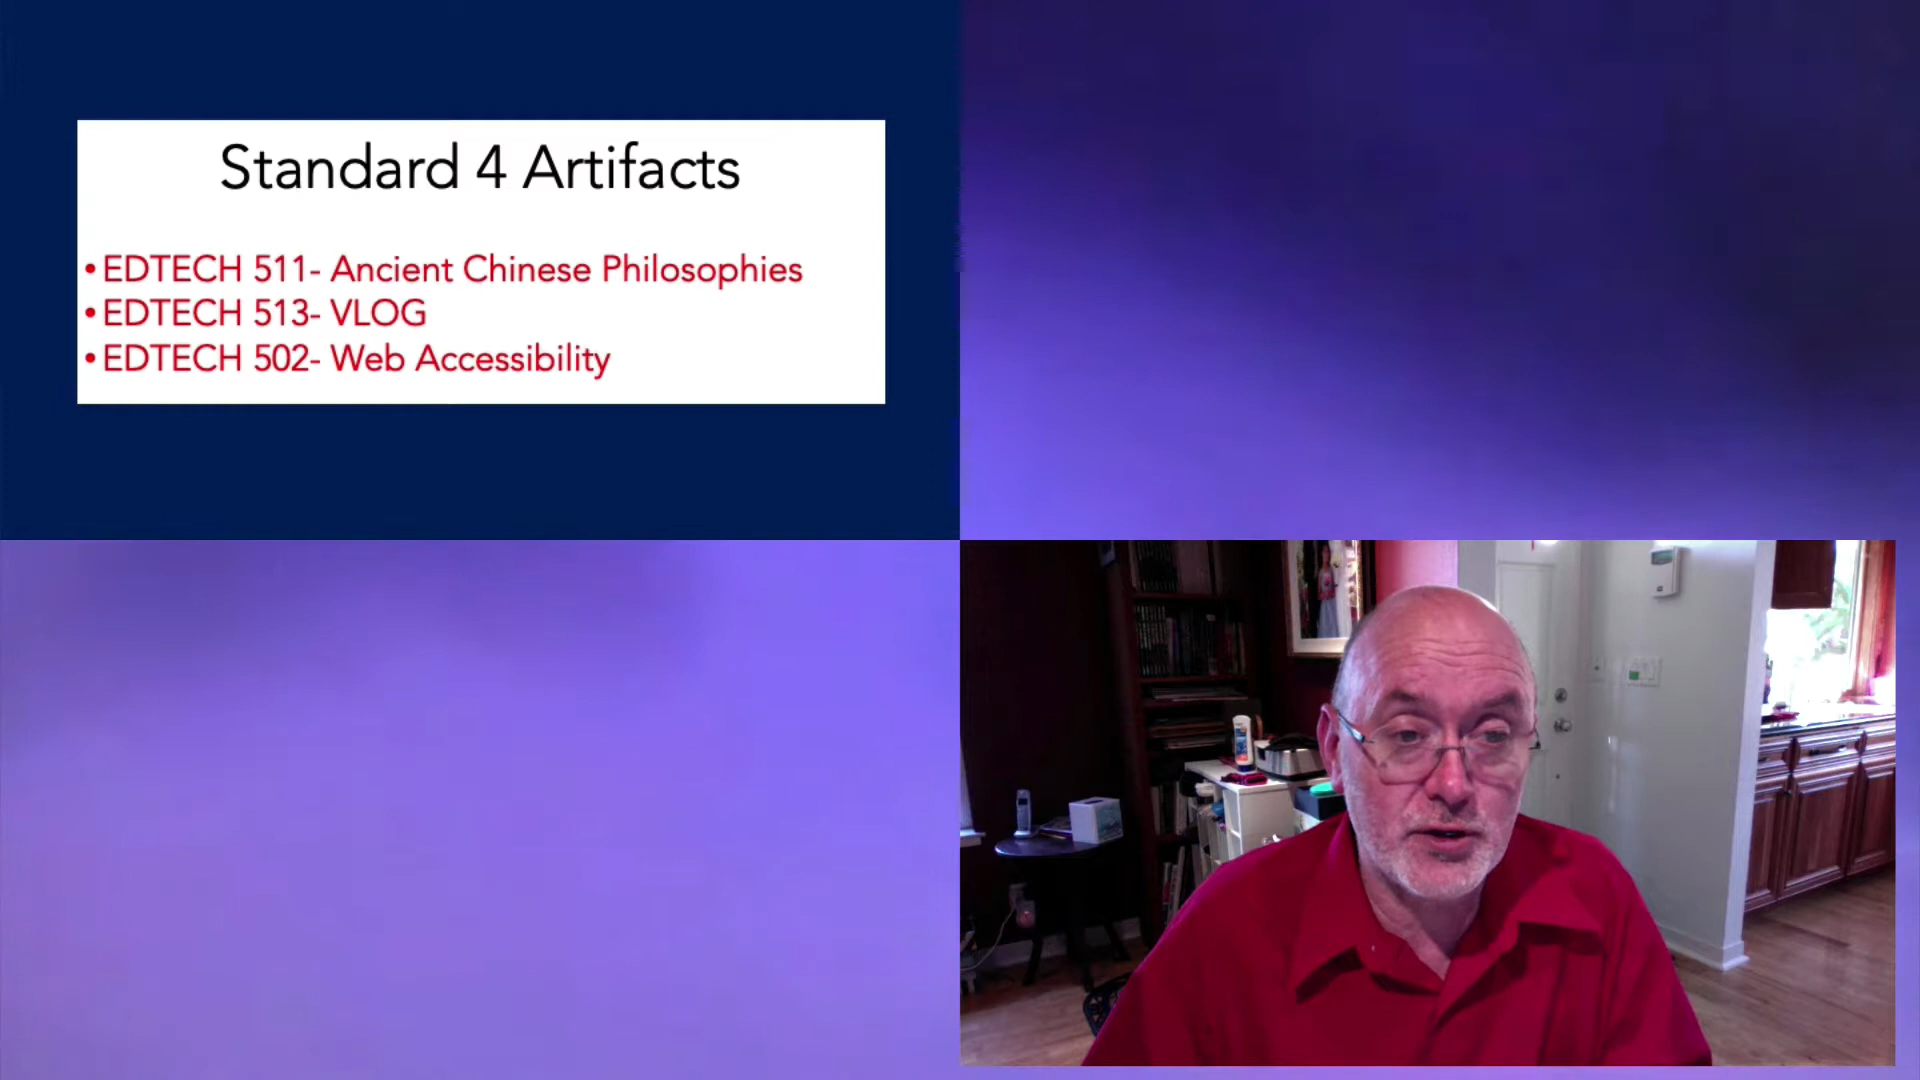 Standard 4 Artifacts
• EDTECH 511- Ancient Chinese Philosophies
• EDTECH 513- VLOG
• EDTECH 502- Web Accessibility